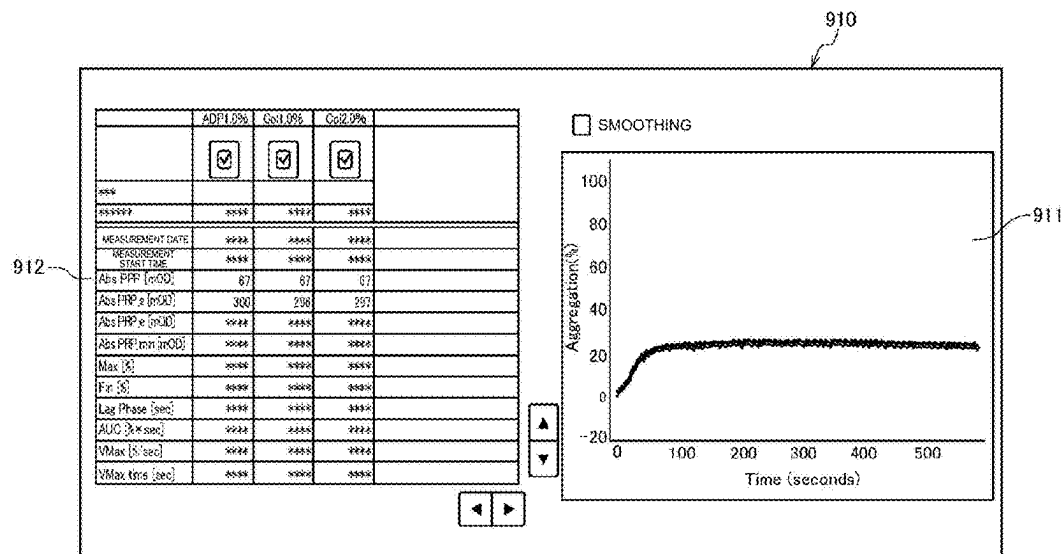 910
ADP1.0% Col1.0% Col2.0%
***
****** **** **** ****
MEASUREMENT DATE **** **** ****
MEASUREMENT
START TIME **** **** ****
Abs PPP [mOD] 67 67 67
Abs PRP,s [mOD] 300 296 297
Abs PRP,e [mOD] **** **** ****
Abs PRP,min [mOD] **** **** ****
Max [%] **** **** ****
Fin [%] **** **** ****
Lag Phase [sec] **** **** ****
AUC [%*sec] **** **** ****
VMax [%/sec] **** **** ****
VMax time [sec] **** **** ****
912
SMOOTHING
911
Aggregation(%)
100
80
60
40
20
0
-20
0 100 200 300 400 500
Time (seconds)